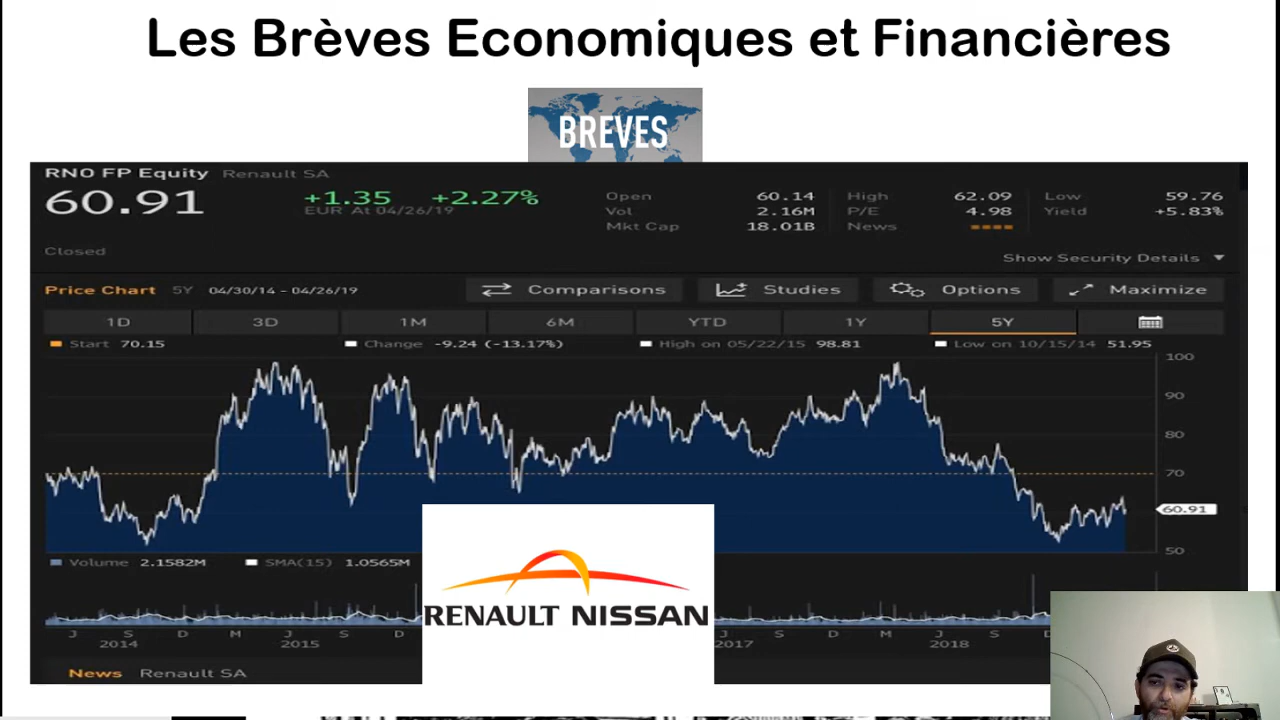 Les Brèves Economiques et Financières
BREVES
RNO FP Equity Renault SA
60.91 +1.35 +2.27%
EUR At 04/26/19
Closed
Open 60.14 High 62.09 Low 59.76
Vol 2.16M P/E 4.98 Yield +5.83%
Mkt Cap 18.01B News
Show Security Details
Price Chart 5Y 04/30/14 - 04/26/19 Comparisons Studies Options Maximize
1D 3D 1M 6M YTD 1Y 5Y
Start 70.15 Change -9.24 (-13.17%) High on 05/22/15 98.81 Low on 10/15/14 51.95
100
90
80
70
60.91
50
Volume 2.1582M SMA(15) 1.0565M
RENAULT NISSAN
J S D M J S D S D M J S
2014 2015 2017 2018
News Renault SA